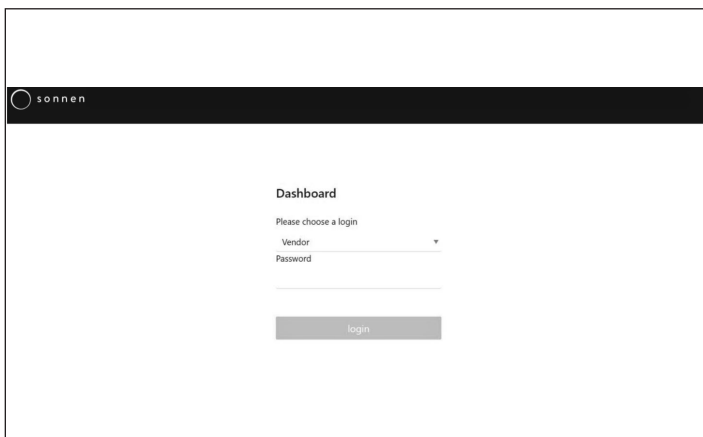 sonnen
Dashboard
Please choose a login
Vendor
Password
login